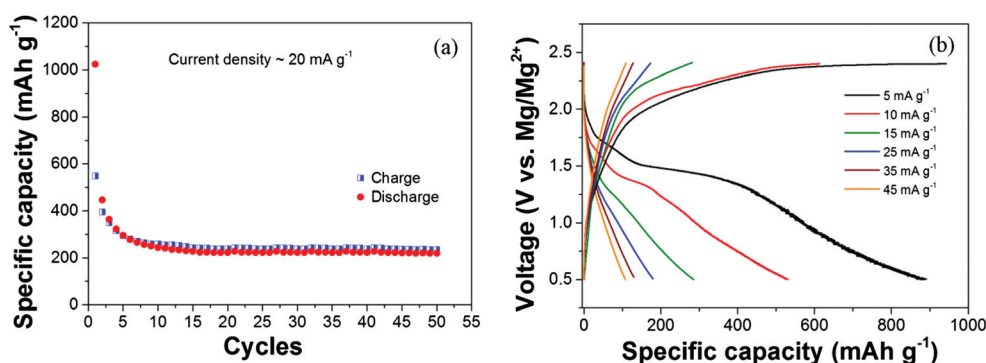 (a)
Current density ~ 20 mA g⁻¹
Charge
Discharge
Specific capacity (mAh g⁻¹)
1200
1000
800
600
400
200
0
0 5 10 15 20 25 30 35 40 45 50 55
Cycles
(b)
5 mA g⁻¹
10 mA g⁻¹
15 mA g⁻¹
25 mA g⁻¹
35 mA g⁻¹
45 mA g⁻¹
Voltage (V vs. Mg/Mg²⁺)
2.5
2.0
1.5
1.0
0.5
0 200 400 600 800 1000
Specific capacity (mAh g⁻¹)